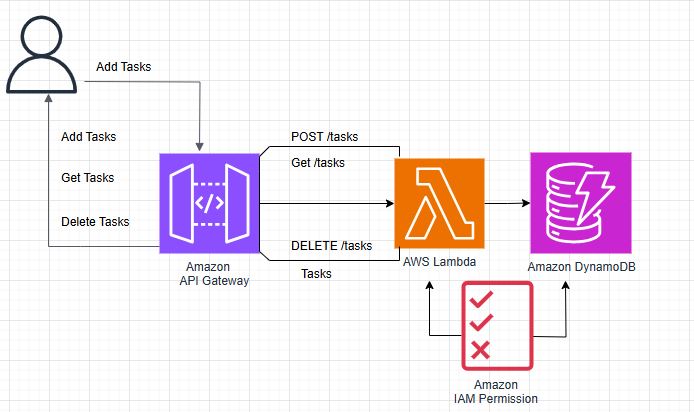 Add Tasks
Add Tasks
Get Tasks
Delete Tasks
POST /tasks
Get /tasks
DELETE /tasks
Tasks
Amazon
API Gateway
AWS Lambda
Amazon DynamoDB
Amazon
IAM Permission